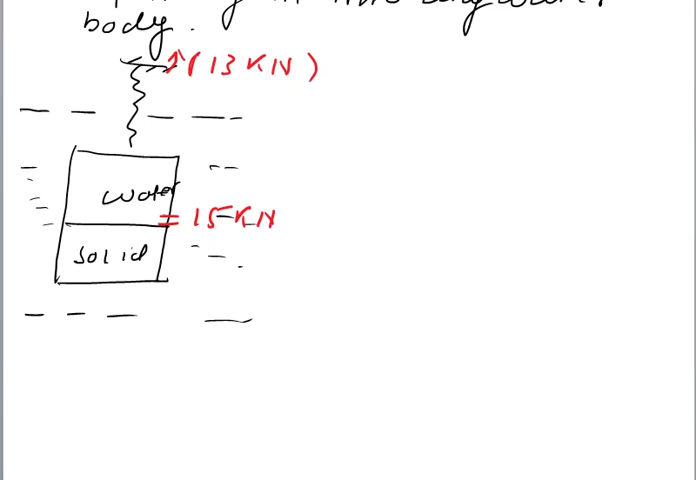 body.
(13 KN)
water
= 15 KN
solid